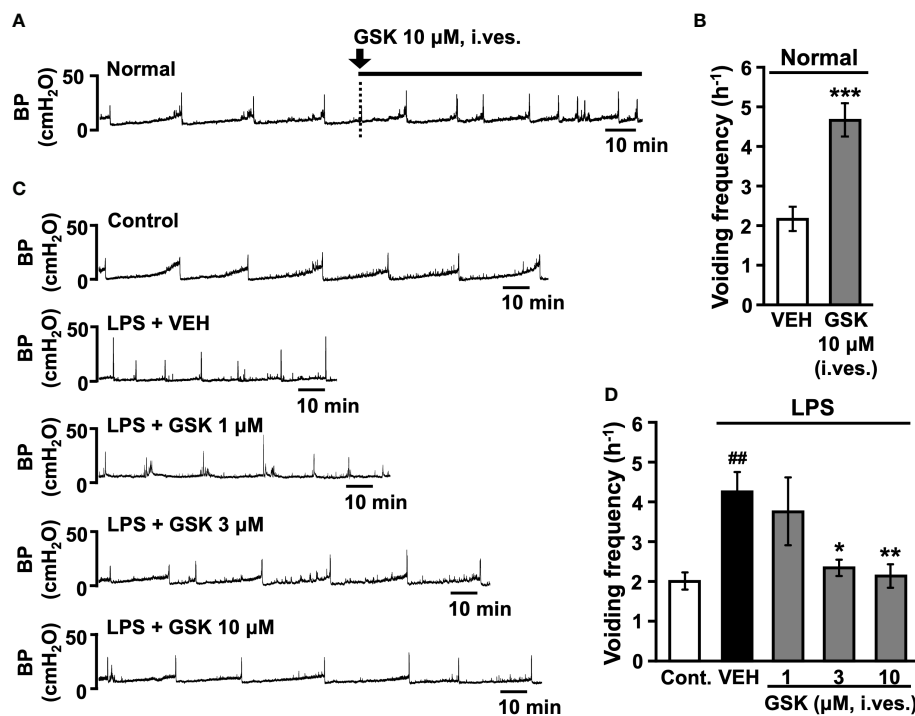 A
GSK 10 µM, i.ves.
Normal
BP
(cmH2O)
50
0
10 min
B
Normal
Voiding frequency (h-1)
6
5
4
3
2
1
0
***
VEH
GSK
10 µM
(i.ves.)
C
Control
BP
(cmH2O)
50
0
10 min
LPS + VEH
BP
(cmH2O)
50
0
10 min
LPS + GSK 1 µM
BP
(cmH2O)
50
0
10 min
LPS + GSK 3 µM
BP
(cmH2O)
50
0
10 min
LPS + GSK 10 µM
BP
(cmH2O)
50
0
10 min
D
LPS
Voiding frequency (h-1)
6
5
4
3
2
1
0
##
*
**
Cont. VEH 1 3 10
GSK (µM, i.ves.)